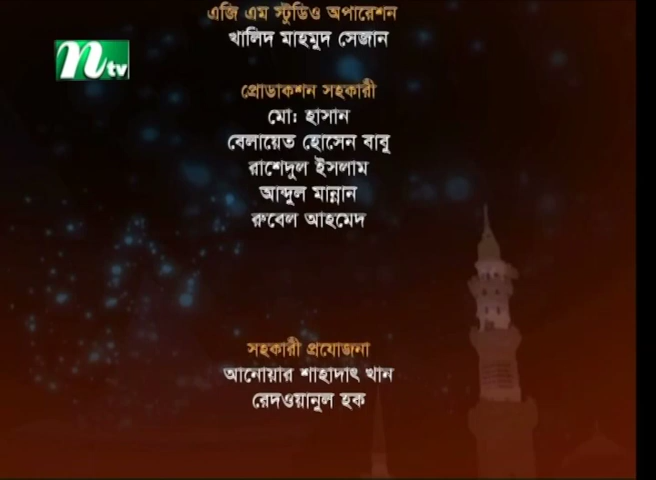 এজি এম স্টুডিও অপারেশন
খালিদ মাহমুদ সেজান
ntv
প্রোডাকশন সহকারী
মো: হাসান
বেলায়েত হোসেন বাবু
রাশেদুল ইসলাম
আব্দুল মান্নান
রুবেল আহমেদ
সহকারী প্রযোজনা
আনোয়ার শাহাদাৎ খান
রেদওয়ানুল হক